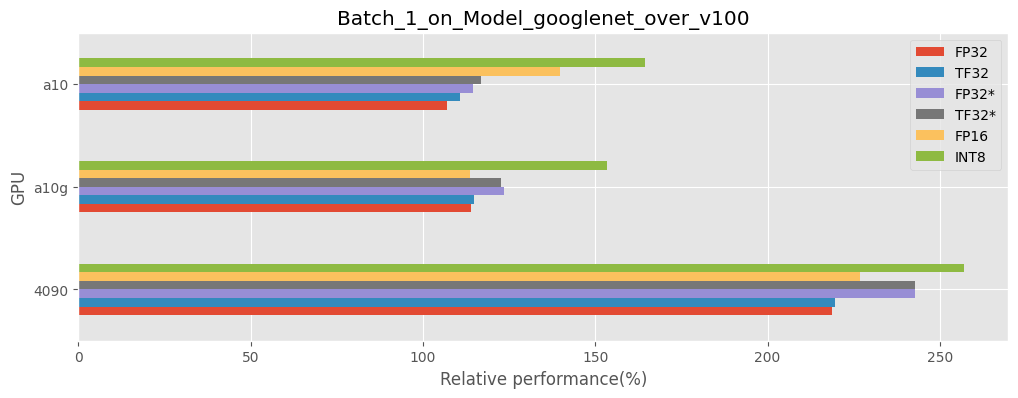 Batch_1_on_Model_googlenet_over_v100
FP32
TF32
FP32*
TF32*
FP16
INT8
GPU
a10
a10g
4090
0 50 100 150 200 250
Relative performance(%)